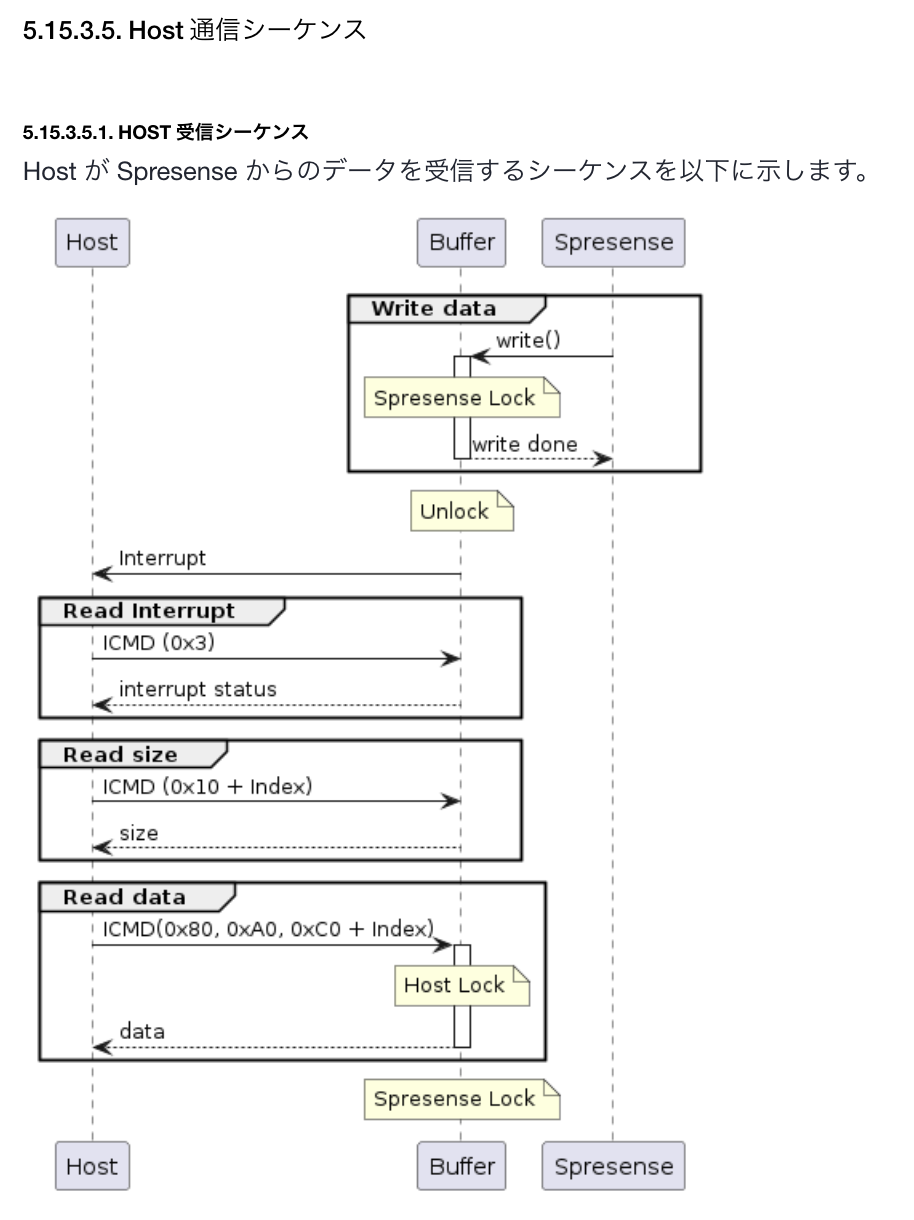 5.15.3.5. Host 通信シーケンス
5.15.3.5.1. HOST 受信シーケンス
Host が Spresense からのデータを受信するシーケンスを以下に示します。
Host Buffer Spresense
Write data
write()
Spresense Lock
write done
Unlock
Interrupt
Read Interrupt
ICMD (0x3)
interrupt status
Read size
ICMD (0x10 + Index)
size
Read data
ICMD(0x80, 0xA0, 0xC0 + Index)
Host Lock
data
Spresense Lock
Host Buffer Spresense